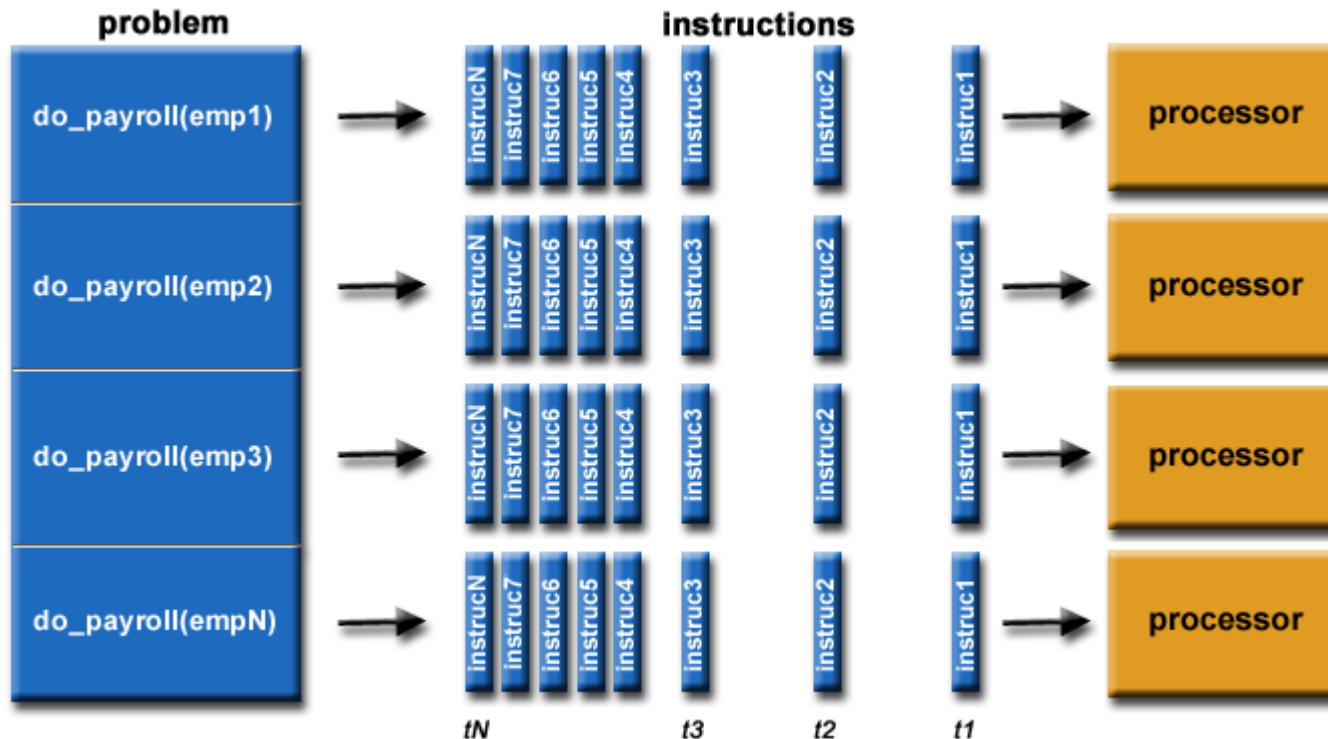 problem
instructions
do_payroll(emp1)
instrucN
instruc7
instruc6
instruc5
instruc4
instruc3
instruc2
instruc1
processor
do_payroll(emp2)
instrucN
instruc7
instruc6
instruc5
instruc4
instruc3
instruc2
instruc1
processor
do_payroll(emp3)
instrucN
instruc7
instruc6
instruc5
instruc4
instruc3
instruc2
instruc1
processor
do_payroll(empN)
instrucN
instruc7
instruc6
instruc5
instruc4
instruc3
instruc2
instruc1
processor
tN
t3
t2
t1